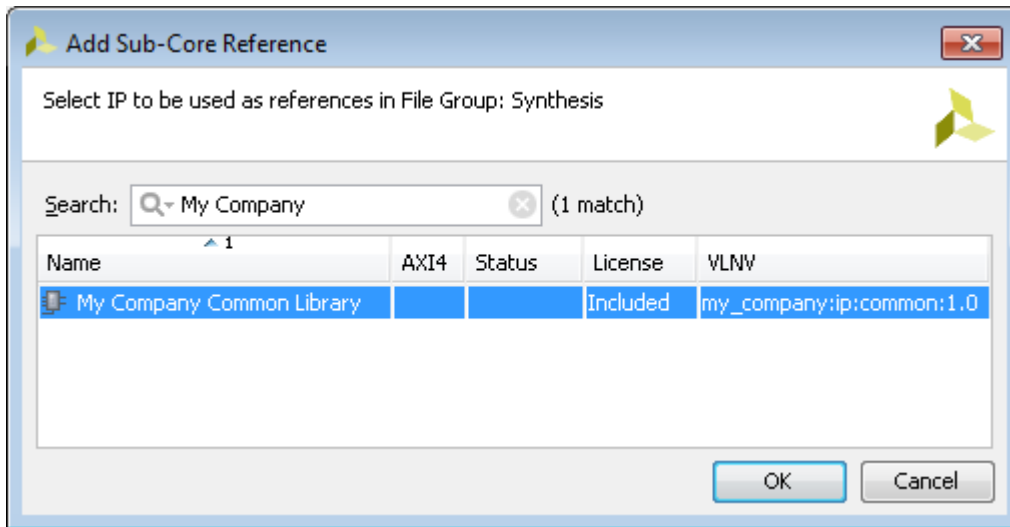 Add Sub-Core Reference
Select IP to be used as references in File Group: Synthesis
Search: My Company (1 match)
1
Name AXI4 Status License VLNV
My Company Common Library Included my_company:ip:common:1.0
OK Cancel